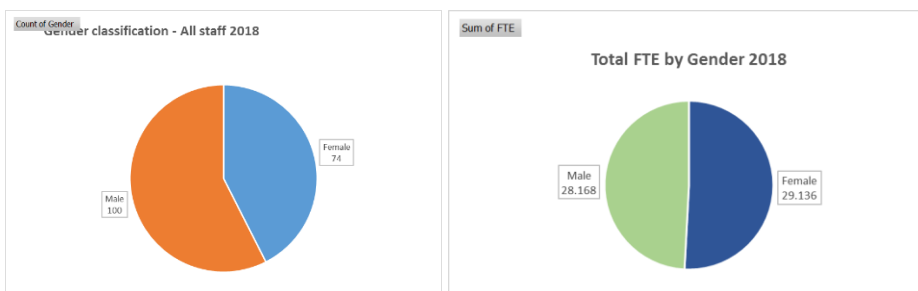 Count of Gender
Gender classification - All staff 2018
Female
74
Male
100
Sum of FTE
Total FTE by Gender 2018
Male
28.168
Female
29.136